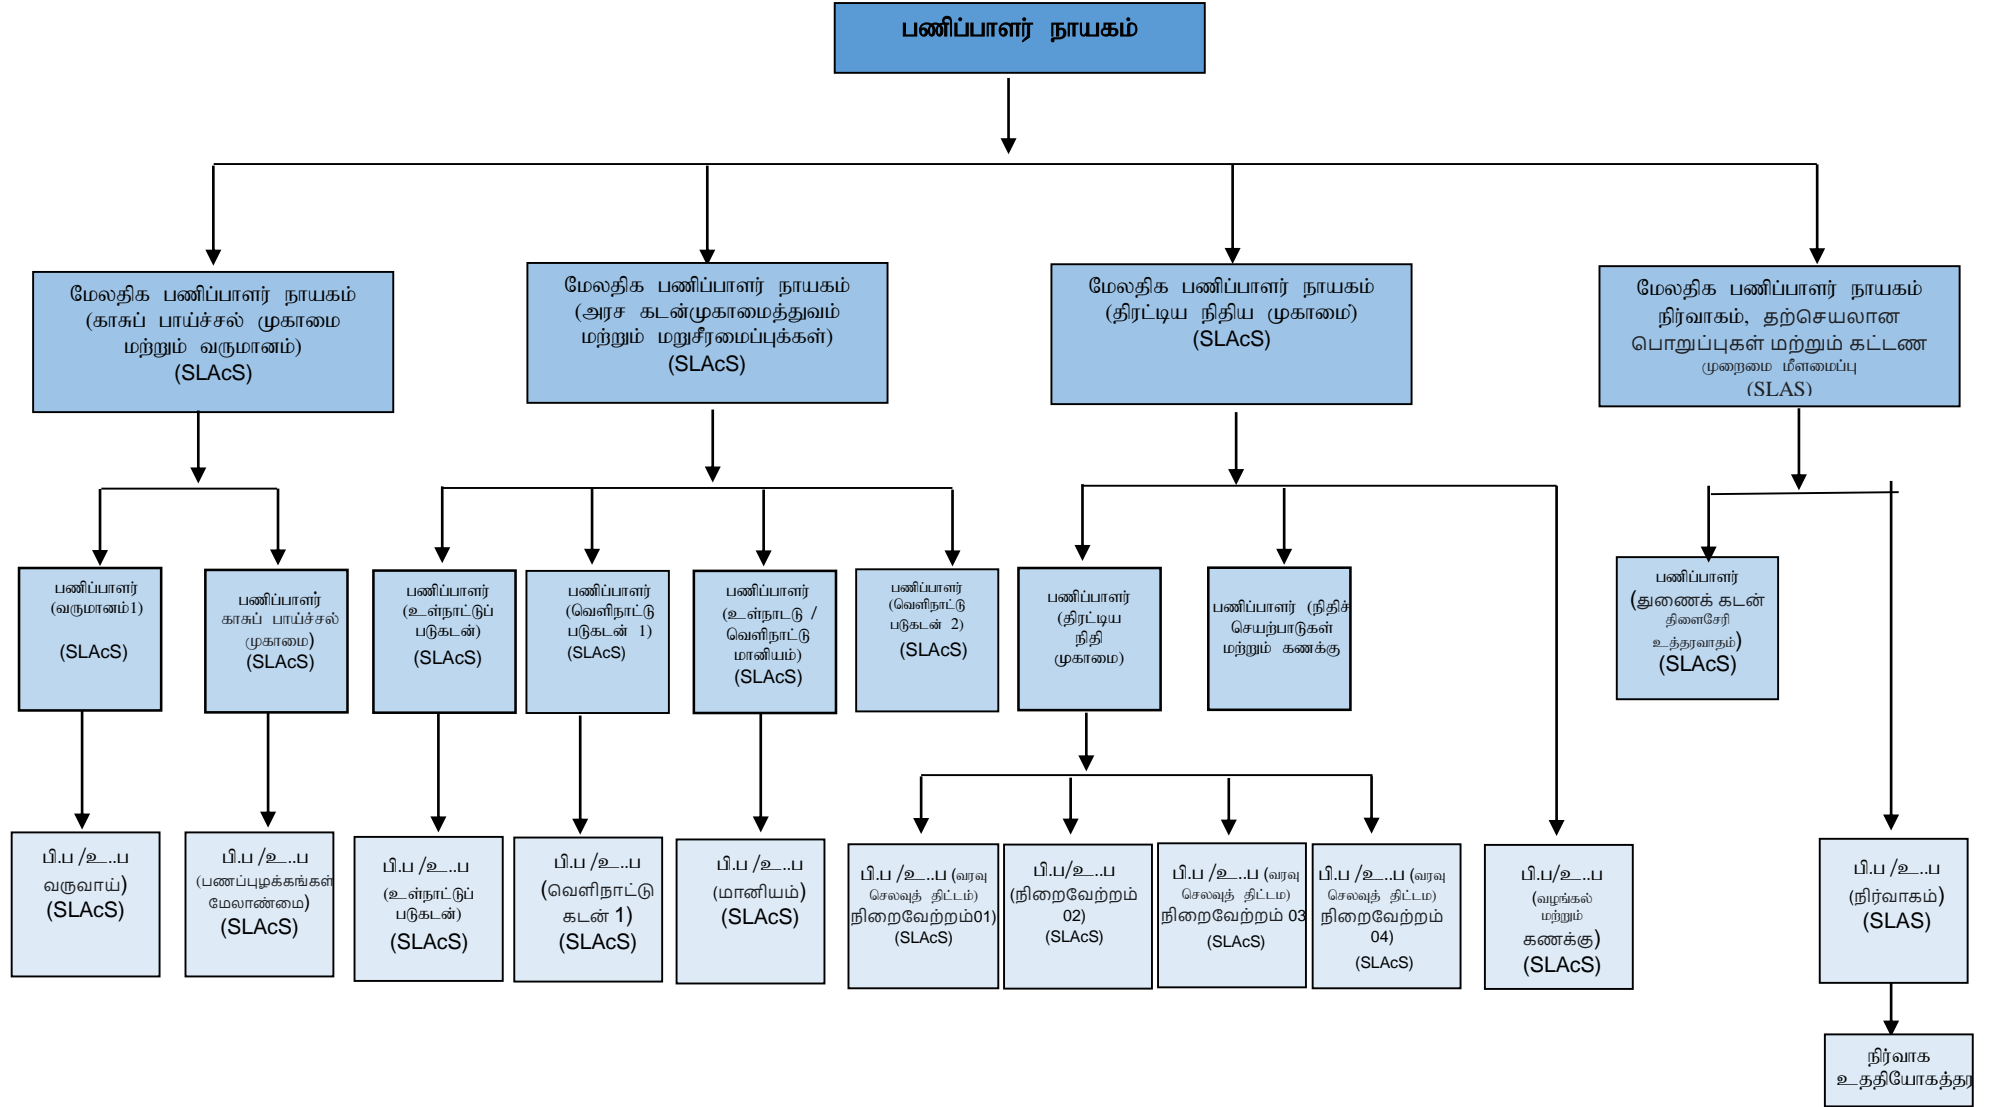 பணிப்பாளர் நாயகம்
மேலதிக பணிப்பாளர் நாயகம்
(காசுப் பாய்ச்சல் முகாமை
மற்றும் வருமானம்)
(SLAcS)
மேலதிக பணிப்பாளர் நாயகம்
(அரச கடன்முகாமைத்துவம்
மற்றும் மறுசீரமைப்புக்கள்)
(SLAcS)
மேலதிக பணிப்பாளர் நாயகம்
(திரட்டிய நிதிய முகாமை)
(SLAcS)
மேலதிக பணிப்பாளர் நாயகம்
நிர்வாகம், தற்செயலான
பொறுப்புகள் மற்றும் கட்டண
முறைமை மீளமைப்பு
(SLAS)
பணிப்பாளர்
(வருமானம்1)
(SLAcS)
பணிப்பாளர்
காசுப் பாய்ச்சல்
முகாமை)
(SLAcS)
பணிப்பாளர்
(உள்நாட்டுப்
படுகடன்)
(SLAcS)
பணிப்பாளர்
(வெளிநாட்டு
படுகடன் 1)
(SLAcS)
பணிப்பாளர்
(உள்நாடடு /
வெளிநாட்டு
மானியம்)
(SLAcS)
பணிப்பாளர்
(வெளிநாட்டு
படுகடன் 2)
(SLAcS)
பணிப்பாளர்
(திரட்டிய
நிதி
முகாமை)
பணிப்பாளர் (நிதிச்
செயற்பாடுகள்
மற்றும் கணக்கு
பணிப்பாளர்
(துணைக் கடன்
திளைசேரி
உத்தரவாதம்)
(SLAcS)
பி.ப /உ..ப
வருவாய்)
(SLAcS)
பி.ப /உ..ப
(பணப்புழக்கங்கள்
மேலாண்மை)
(SLAcS)
பி.ப /உ..ப
(உள்நாட்டுப்
படுகடன்)
(SLAcS)
பி.ப /உ..ப
(வெளிநாட்டு
கடன் 1)
(SLAcS)
பி.ப /உ..ப
(மானியம்)
(SLAcS)
பி.ப /உ..ப (வரவு
செலவுத் திட்டம்)
நிறைவேற்றம்01)
(SLAcS)
பி.ப/உ..ப
(நிறைவேற்றம்
02)
(SLAcS)
பி.ப /உ..ப (வரவு
செலவுத் திட்டம)
நிறைவேற்றம் 03
(SLAcS)
பி.ப /உ..ப (வரவு
செலவுத் திட்டம)
நிறைவேற்றம்
04)
(SLAcS)
பி.ப/உ..ப
(வழங்கல்
மற்றும்
கணக்கு)
(SLAcS)
பி.ப /உ..ப
(நிர்வாகம்)
(SLAS)
நிர்வாக
உததியோகத்தர